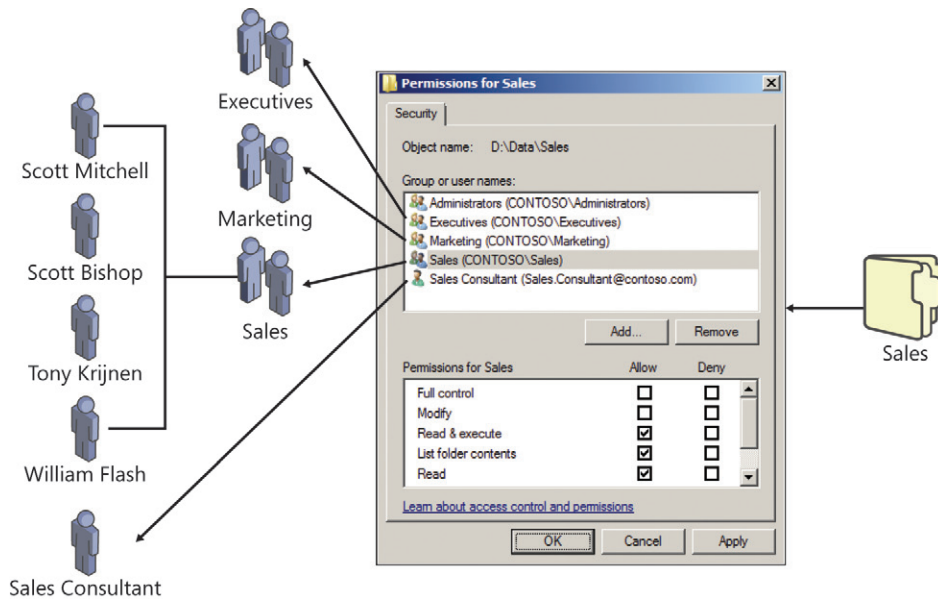 Executives
Scott Mitchell
Marketing
Scott Bishop
Sales
Tony Krijnen
William Flash
Sales Consultant
Permissions for Sales
Security
Object name: D:\Data\Sales
Group or user names:
Administrators (CONTOSO\Administrators)
Executives (CONTOSO\Executives)
Marketing (CONTOSO\Marketing)
Sales (CONTOSO\Sales)
Sales Consultant (Sales.Consultant@contoso.com)
Add... Remove
Permissions for Sales Allow Deny
Full control
Modify
Read & execute
List folder contents
Read
Learn about access control and permissions
OK Cancel Apply
Sales